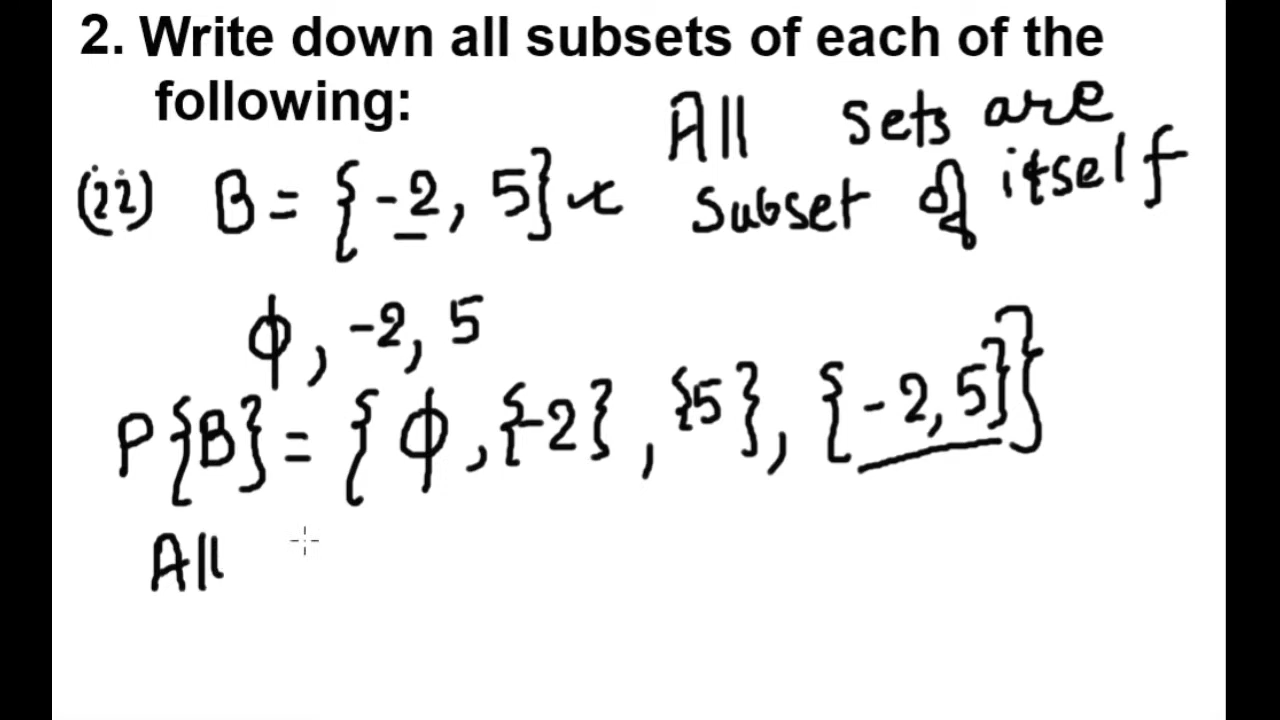 2. Write down all subsets of each of the
following:
All sets are
(ii) B = {-2, 5} subset of itself
ϕ, -2, 5
P{B} = {ϕ, {-2}, {5}, {-2, 5}}
All